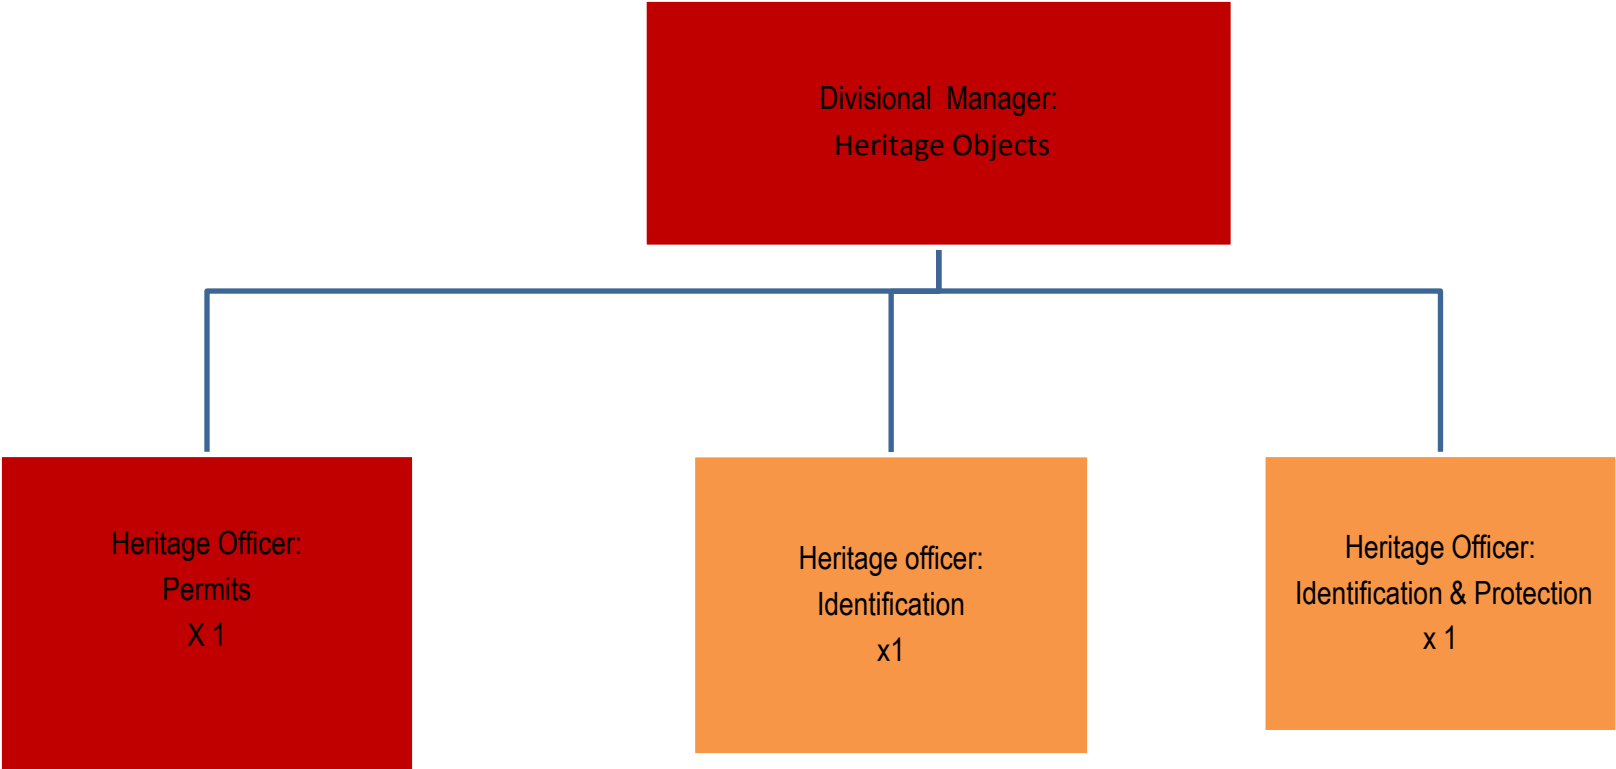 Divisional Manager:
Heritage Objects
Heritage Officer:
Permits
X 1
Heritage officer:
Identification
x1
Heritage Officer:
Identification & Protection
x 1